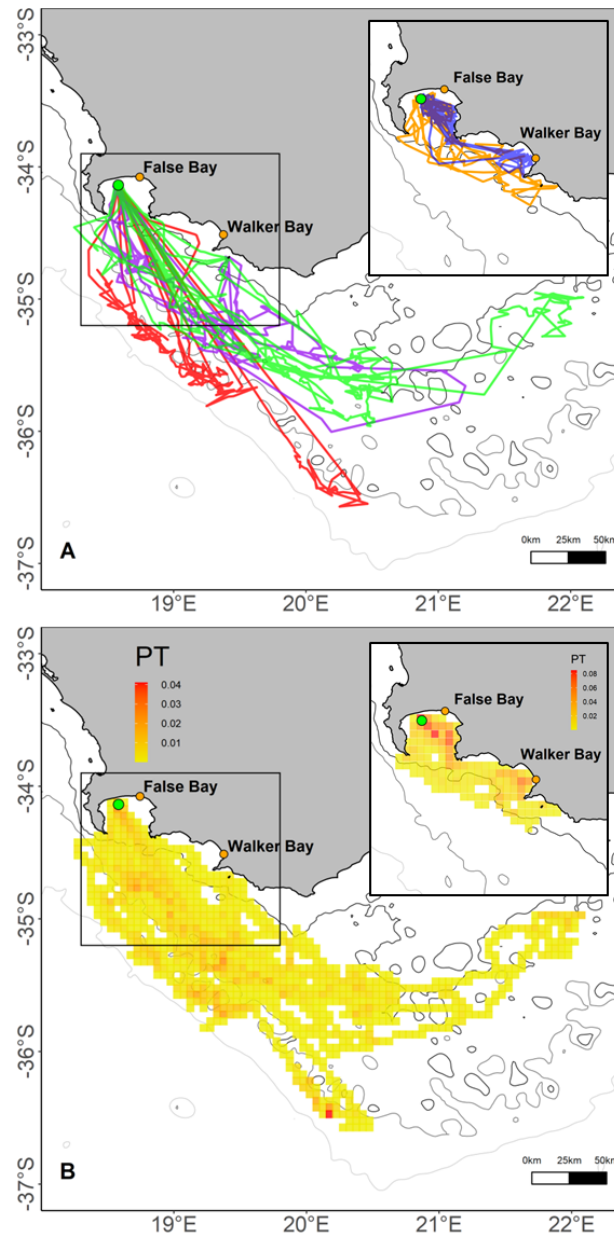 -33°S
-34°S
-35°S
-36°S
-37°S
False Bay
Walker Bay
False Bay
Walker Bay
A
0km 25km 50km
19°E 20°E 21°E 22°E
-33°S
-34°S
-35°S
-36°S
-37°S
PT
0.04
0.03
0.02
0.01
False Bay
Walker Bay
PT
0.08
0.06
0.04
0.02
False Bay
Walker Bay
B
0km 25km 50km
19°E 20°E 21°E 22°E